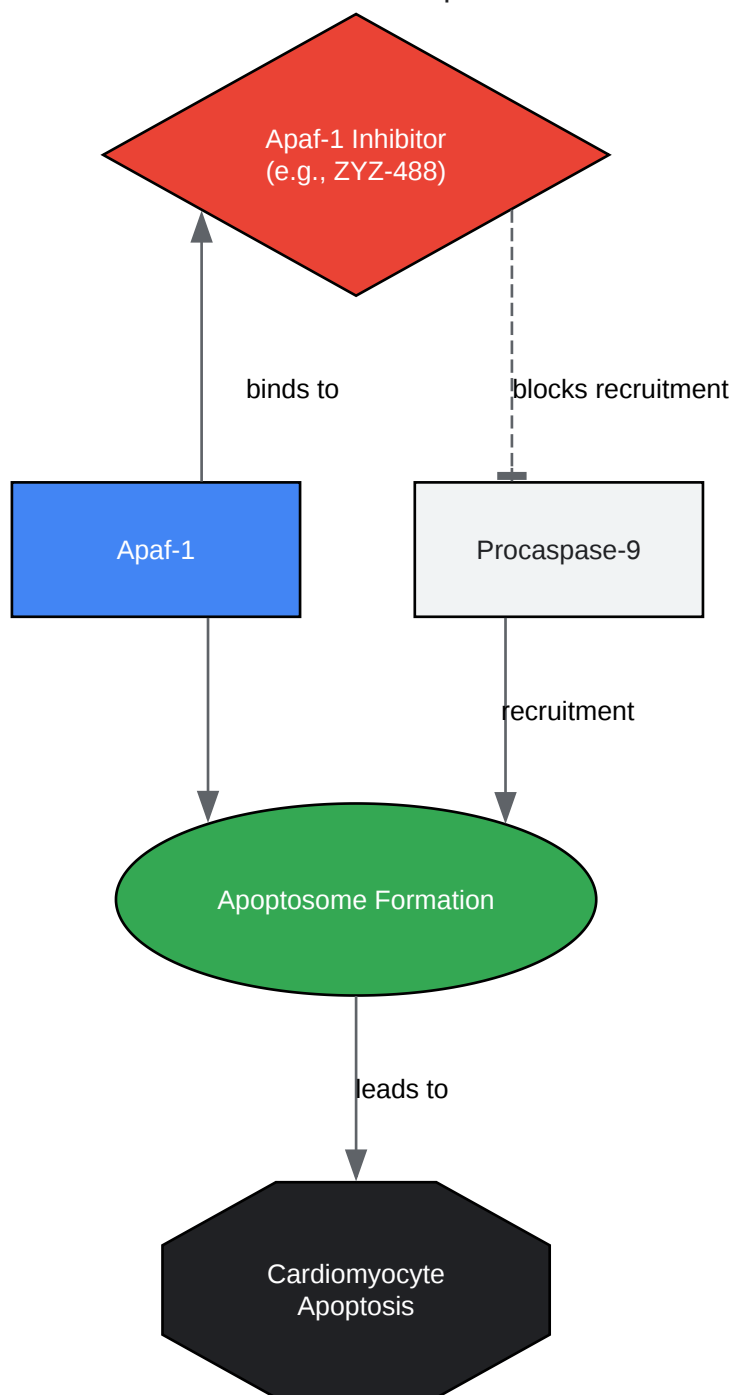 Apaf-1 Inhibitor
(e.g., ZYZ-488)
binds to
blocks recruitment
Apaf-1
Procaspase-9
recruitment
Apoptosome Formation
leads to
Cardiomyocyte
Apoptosis